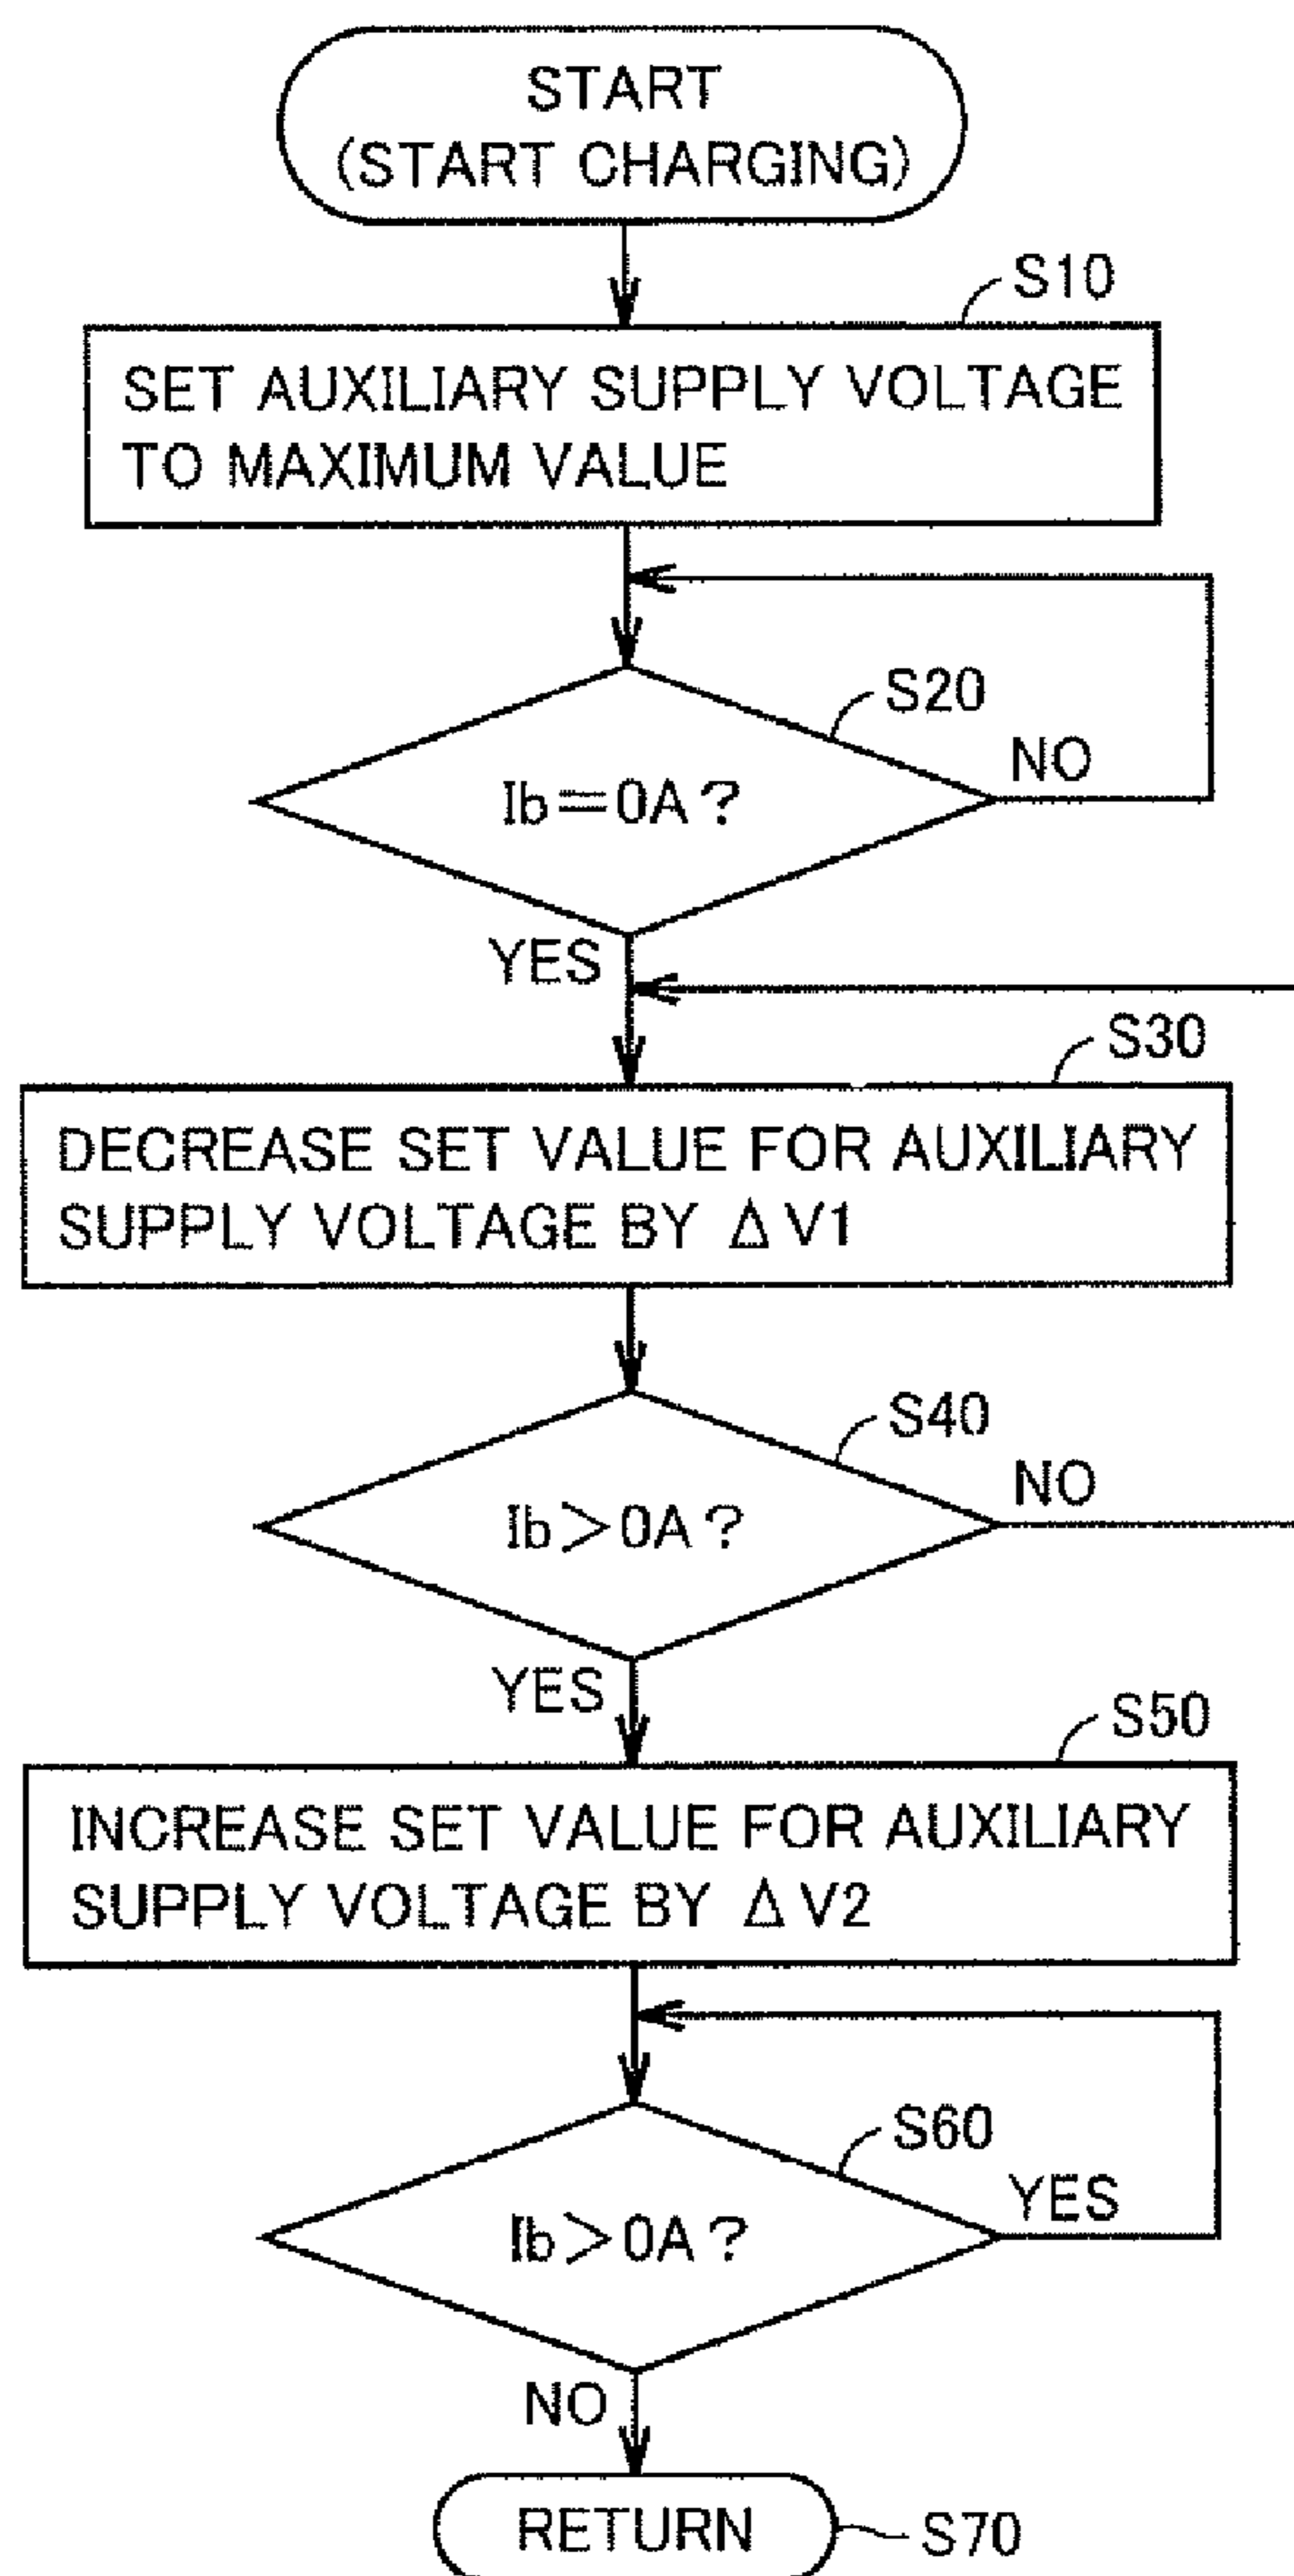 START
(START CHARGING)
S10
SET AUXILIARY SUPPLY VOLTAGE
TO MAXIMUM VALUE
S20
Ib=0A?
NO
YES
S30
DECREASE SET VALUE FOR AUXILIARY
SUPPLY VOLTAGE BY ΔV1
S40
Ib>0A?
NO
YES
S50
INCREASE SET VALUE FOR AUXILIARY
SUPPLY VOLTAGE BY ΔV2
S60
Ib>0A?
YES
NO
RETURN
S70